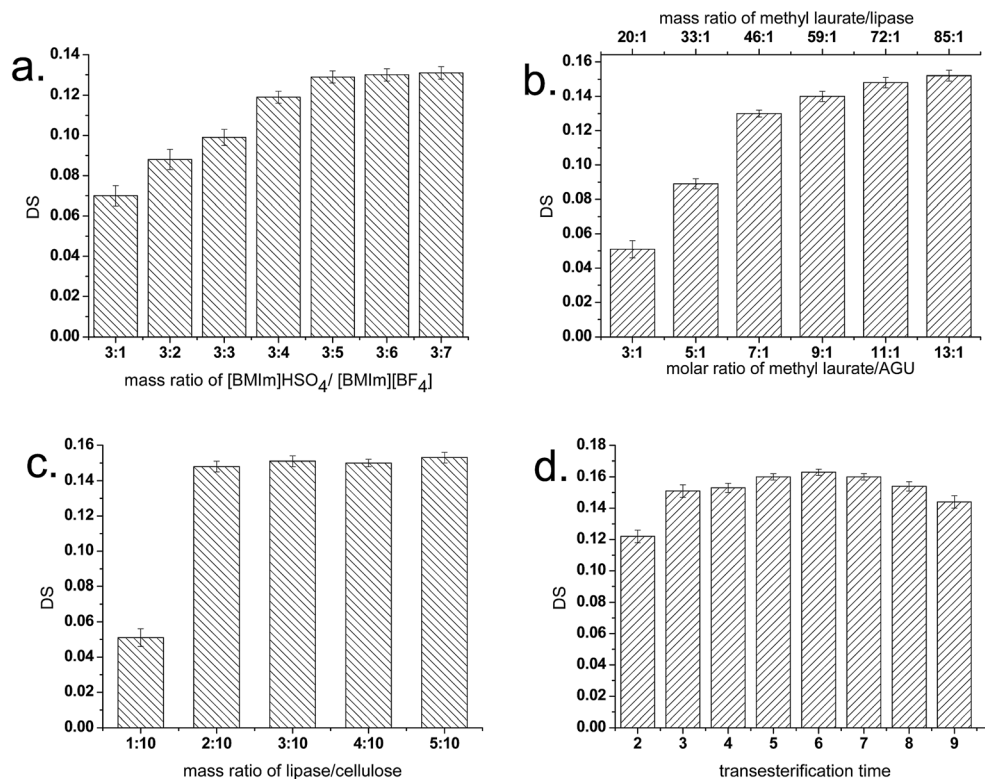 a.
0.14
0.12
0.10
0.08
0.06
0.04
0.02
0.00
DS
3:1 3:2 3:3 3:4 3:5 3:6 3:7
mass ratio of [BMIm]HSO4/ [BMIm][BF4]
b.
mass ratio of methyl laurate/lipase
20:1 33:1 46:1 59:1 72:1 85:1
0.16
0.14
0.12
0.10
0.08
0.06
0.04
0.02
0.00
DS
3:1 5:1 7:1 9:1 11:1 13:1
molar ratio of methyl laurate/AGU
c.
0.16
0.14
0.12
0.10
0.08
0.06
0.04
0.02
0.00
DS
1:10 2:10 3:10 4:10 5:10
mass ratio of lipase/cellulose
d.
0.18
0.16
0.14
0.12
0.10
0.08
0.06
0.04
0.02
0.00
DS
2 3 4 5 6 7 8 9
transesterification time